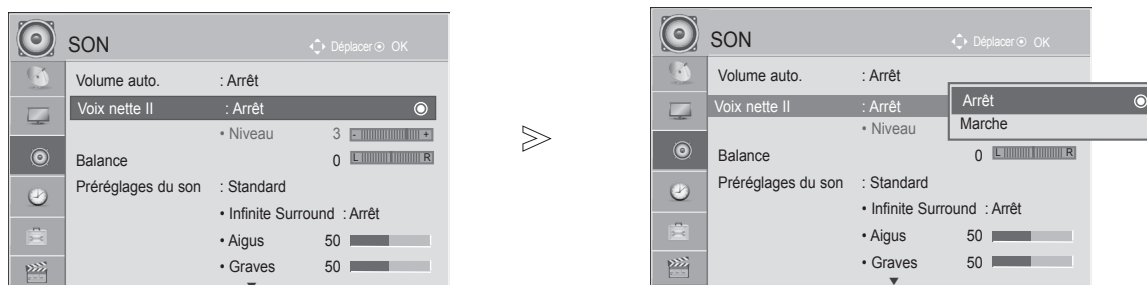 SON Déplacer OK
Volume auto. : Arrêt
Voix nette II : Arrêt
• Niveau 3 - +
Balance 0 L R
Préréglages du son : Standard
• Infinite Surround : Arrêt
• Aigus 50
• Graves 50
SON Déplacer OK
Volume auto. : Arrêt
Voix nette II : Arrêt
• Niveau
Arrêt
Marche
Balance 0 L R
Préréglages du son : Standard
• Infinite Surround : Arrêt
• Aigus 50
• Graves 50